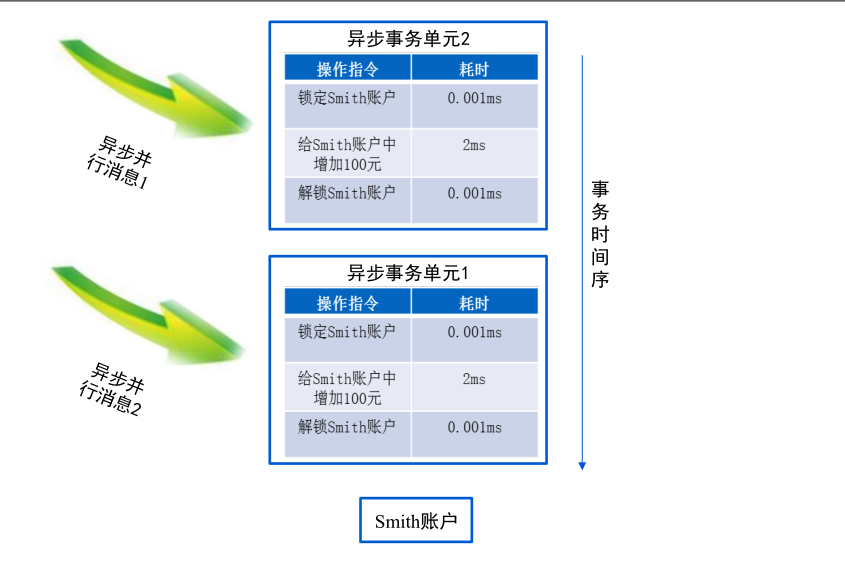 异步事务单元2
操作指令 耗时
锁定Smith账户 0.001ms
给Smith账户中 2ms
增加100元
解锁Smith账户 0.001ms
异步并
行消息1
异步事务单元1
操作指令 耗时
锁定Smith账户 0.001ms
给Smith账户中 2ms
增加100元
解锁Smith账户 0.001ms
异步并
行消息2
事务时间序
Smith账户